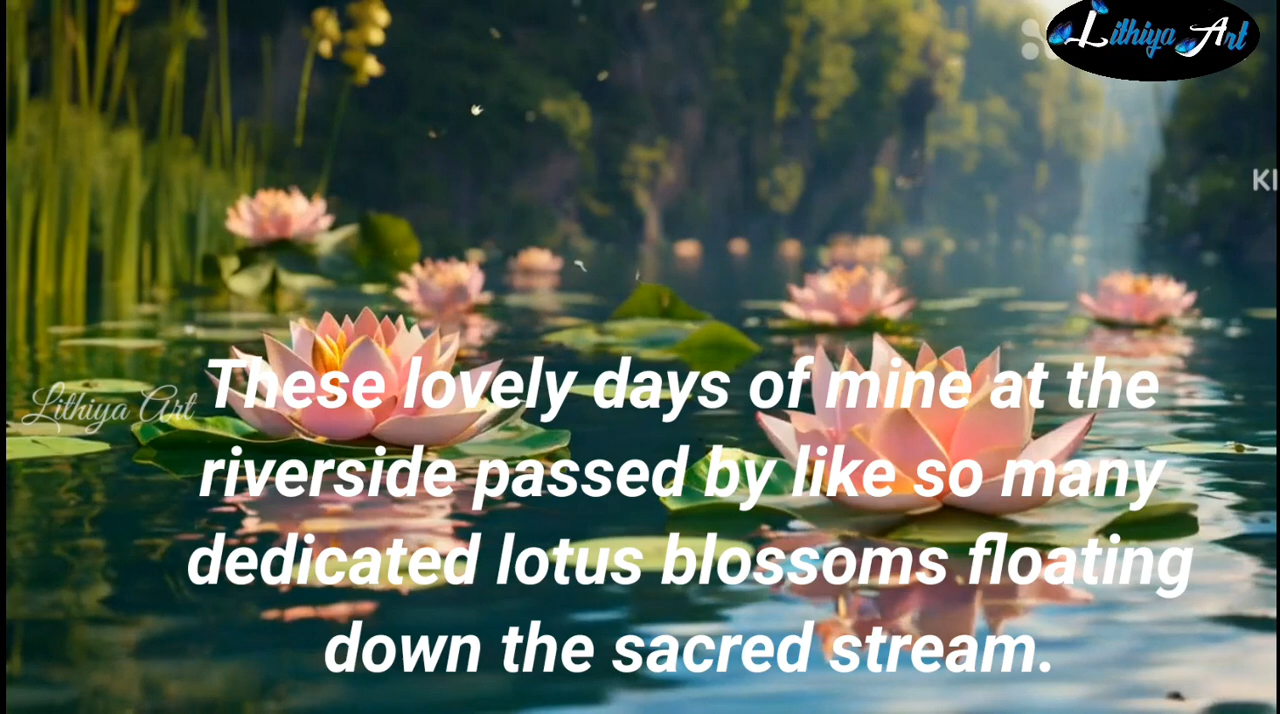 Lithiya Art
KI
Lithiya Art
These lovely days of mine at the
riverside passed by like so many
dedicated lotus blossoms floating
down the sacred stream.